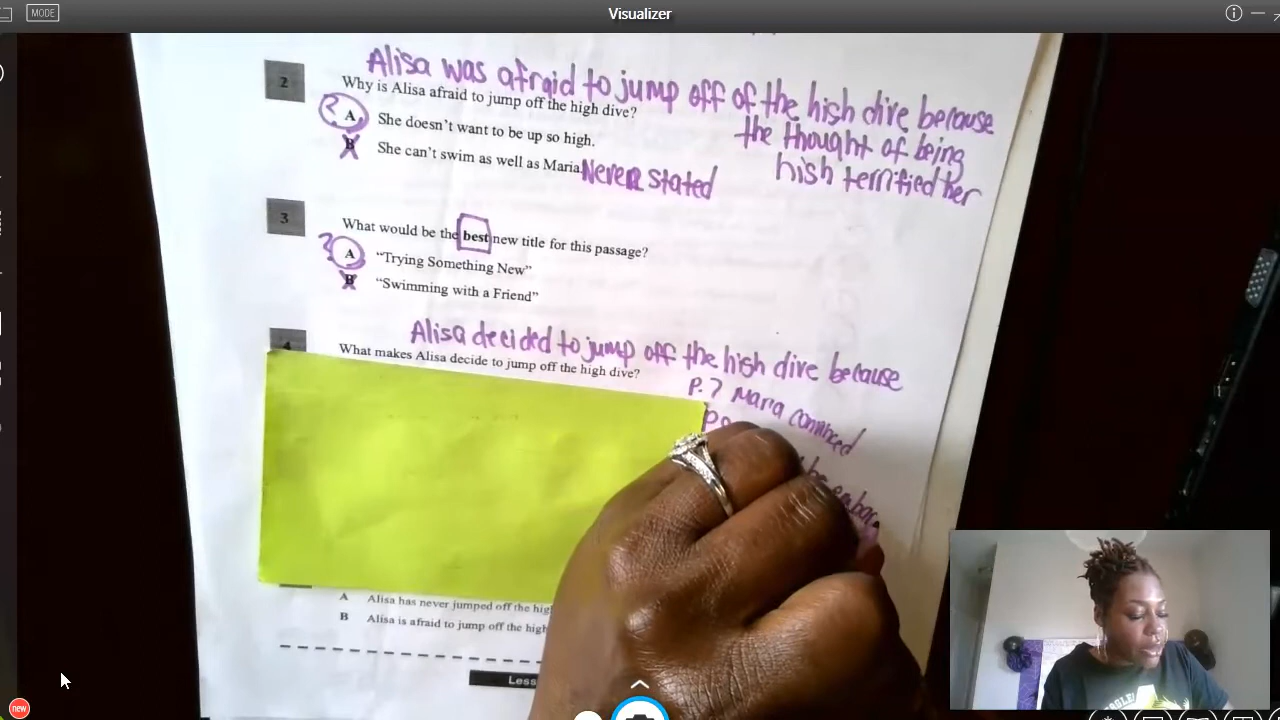 MODE
Visualizer
Alisa was afraid to jump off of the high dive because
the thought of being
high terrified her
2
Why is Alisa afraid to jump off the high dive?
? A. She doesn't want to be up so high.
B She can't swim as well as Maria.
Never stated
3
What would be the best new title for this passage?
? A "Trying Something New"
B "Swimming with a Friend"
Alisa decided to jump off the high dive because
4
What makes Alisa decide to jump off the high dive?
P. 7 Maria convinced
A Alisa has never jumped off the
B Alisa is afraid to jump off the
new